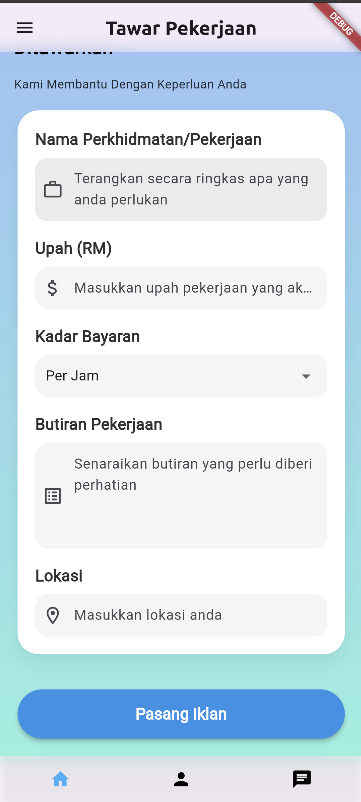 Tawar Pekerjaan
DEBUG
Ditawarkan
Kami Membantu Dengan Keperluan Anda
Nama Perkhidmatan/Pekerjaan
Terangkan secara ringkas apa yang
anda perlukan
Upah (RM)
Masukkan upah pekerjaan yang ak...
Kadar Bayaran
Per Jam
Butiran Pekerjaan
Senaraikan butiran yang perlu diberi
perhatian
Lokasi
Masukkan lokasi anda
Pasang Iklan